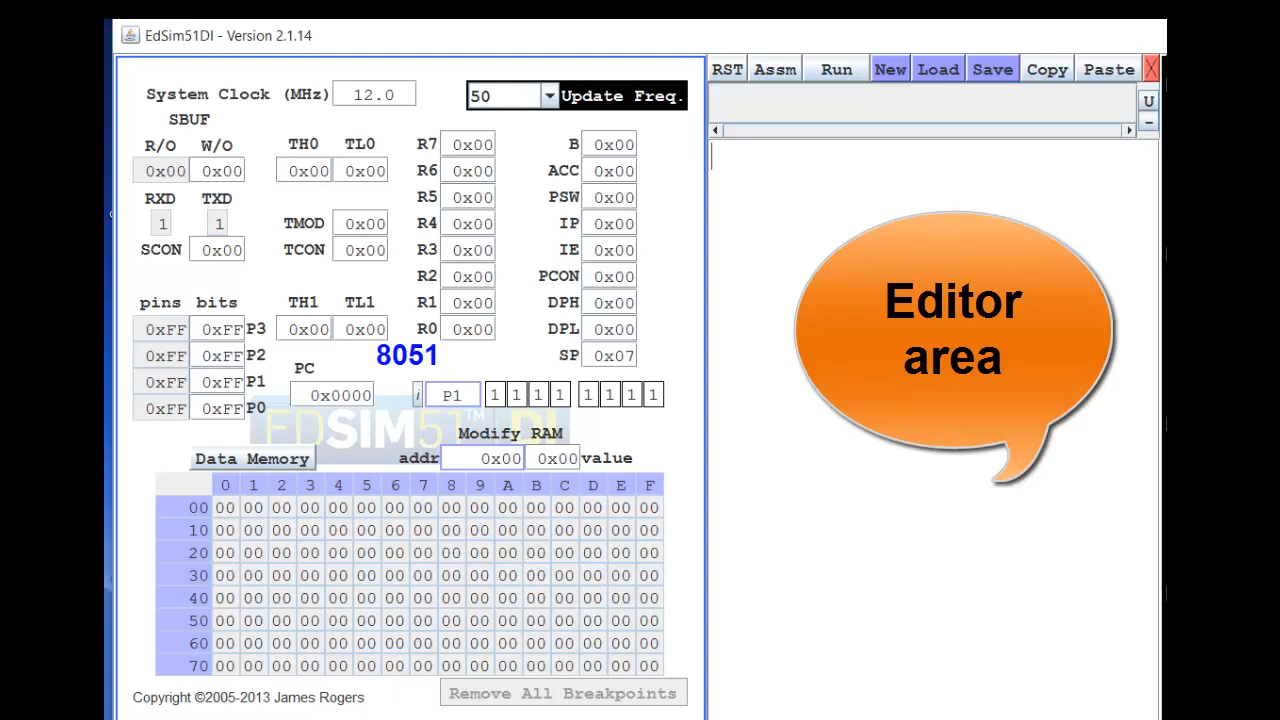 EdSim51DI - Version 2.1.14
RST Assm Run New Load Save Copy Paste X
System Clock (MHz) 12.0 50 Update Freq.
U
-
SBUF
R/O W/O TH0 TL0 R7 0x00 B 0x00
0x00 0x00 0x00 0x00 R6 0x00 ACC 0x00
RXD TXD R5 0x00 PSW 0x00
1 1 TMOD 0x00 R4 0x00 IP 0x00
SCON 0x00 TCON 0x00 R3 0x00 IE 0x00
R2 0x00 PCON 0x00
pins bits TH1 TL1 R1 0x00 DPH 0x00
0xFF 0xFF P3 0x00 0x00 R0 0x00 DPL 0x00
0xFF 0xFF P2 8051 SP 0x07
PC
0xFF 0xFF P1 0x0000 i P1 1 1 1 1 1 1 1 1
0xFF 0xFF P0
EDSIM51™ DI
Modify RAM
Data Memory addr 0x00 0x00 value
0 1 2 3 4 5 6 7 8 9 A B C D E F
00 00 00 00 00 00 00 00 00 00 00 00 00 00 00 00 00
10 00 00 00 00 00 00 00 00 00 00 00 00 00 00 00 00
20 00 00 00 00 00 00 00 00 00 00 00 00 00 00 00 00
30 00 00 00 00 00 00 00 00 00 00 00 00 00 00 00 00
40 00 00 00 00 00 00 00 00 00 00 00 00 00 00 00 00
50 00 00 00 00 00 00 00 00 00 00 00 00 00 00 00 00
60 00 00 00 00 00 00 00 00 00 00 00 00 00 00 00 00
70 00 00 00 00 00 00 00 00 00 00 00 00 00 00 00 00
Copyright ©2005-2013 James Rogers Remove All Breakpoints
Editor
area